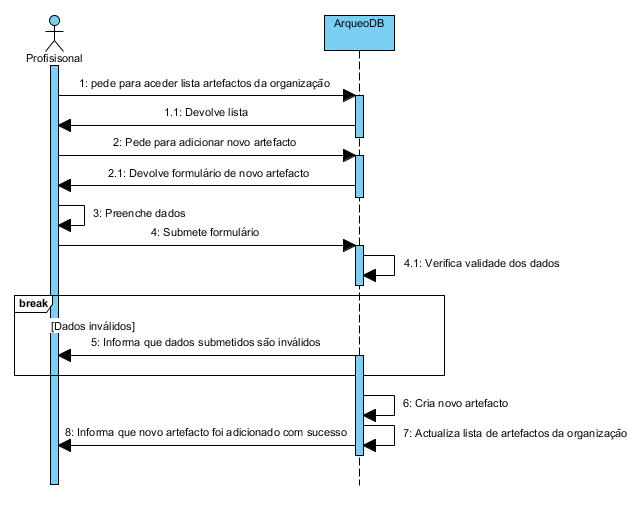 ArqueoDB
Profisisonal
1: pede para aceder lista artefactos da organização
1.1: Devolve lista
2: Pede para adicionar novo artefacto
2.1: Devolve formulário de novo artefacto
3: Preenche dados
4: Submete formulário
4.1: Verifica validade dos dados
break
[Dados inválidos]
5: Informa que dados submetidos são inválidos
6: Cria novo artefacto
7: Actualiza lista de artefactos da organização
8: Informa que novo artefacto foi adicionado com sucesso